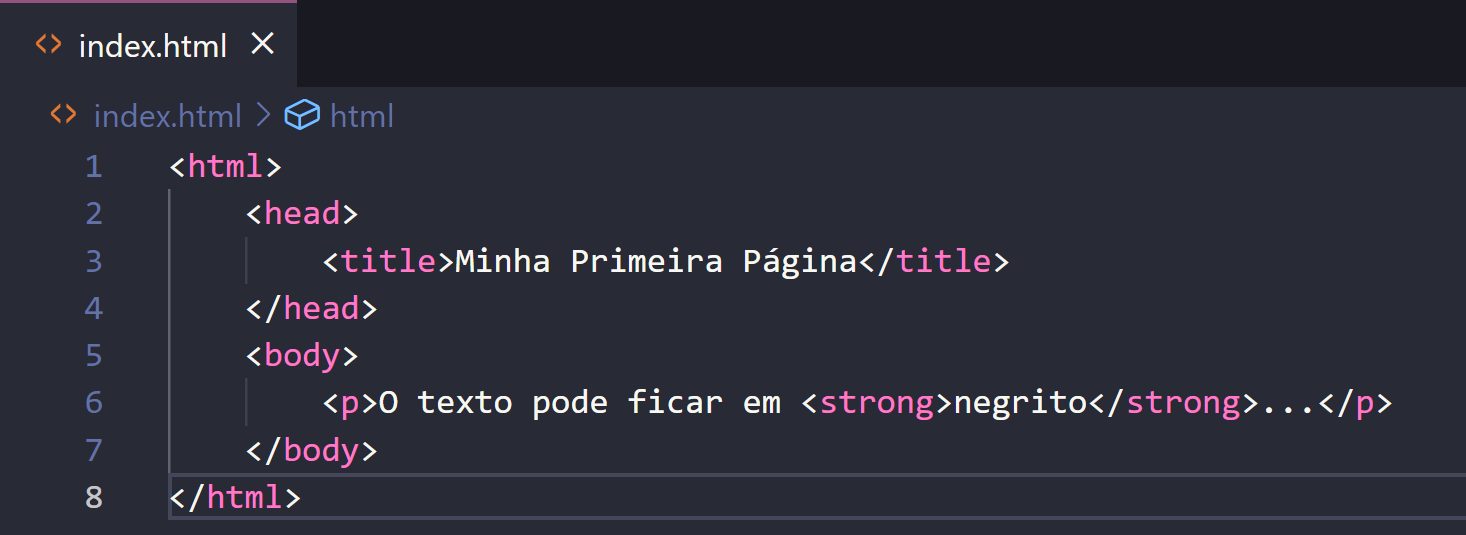 index.html
index.html > html
1 <html>
2     <head>
3         <title>Minha Primeira Página</title>
4     </head>
5     <body>
6         <p>O texto pode ficar em <strong>negrito</strong>...</p>
7     </body>
8 </html>